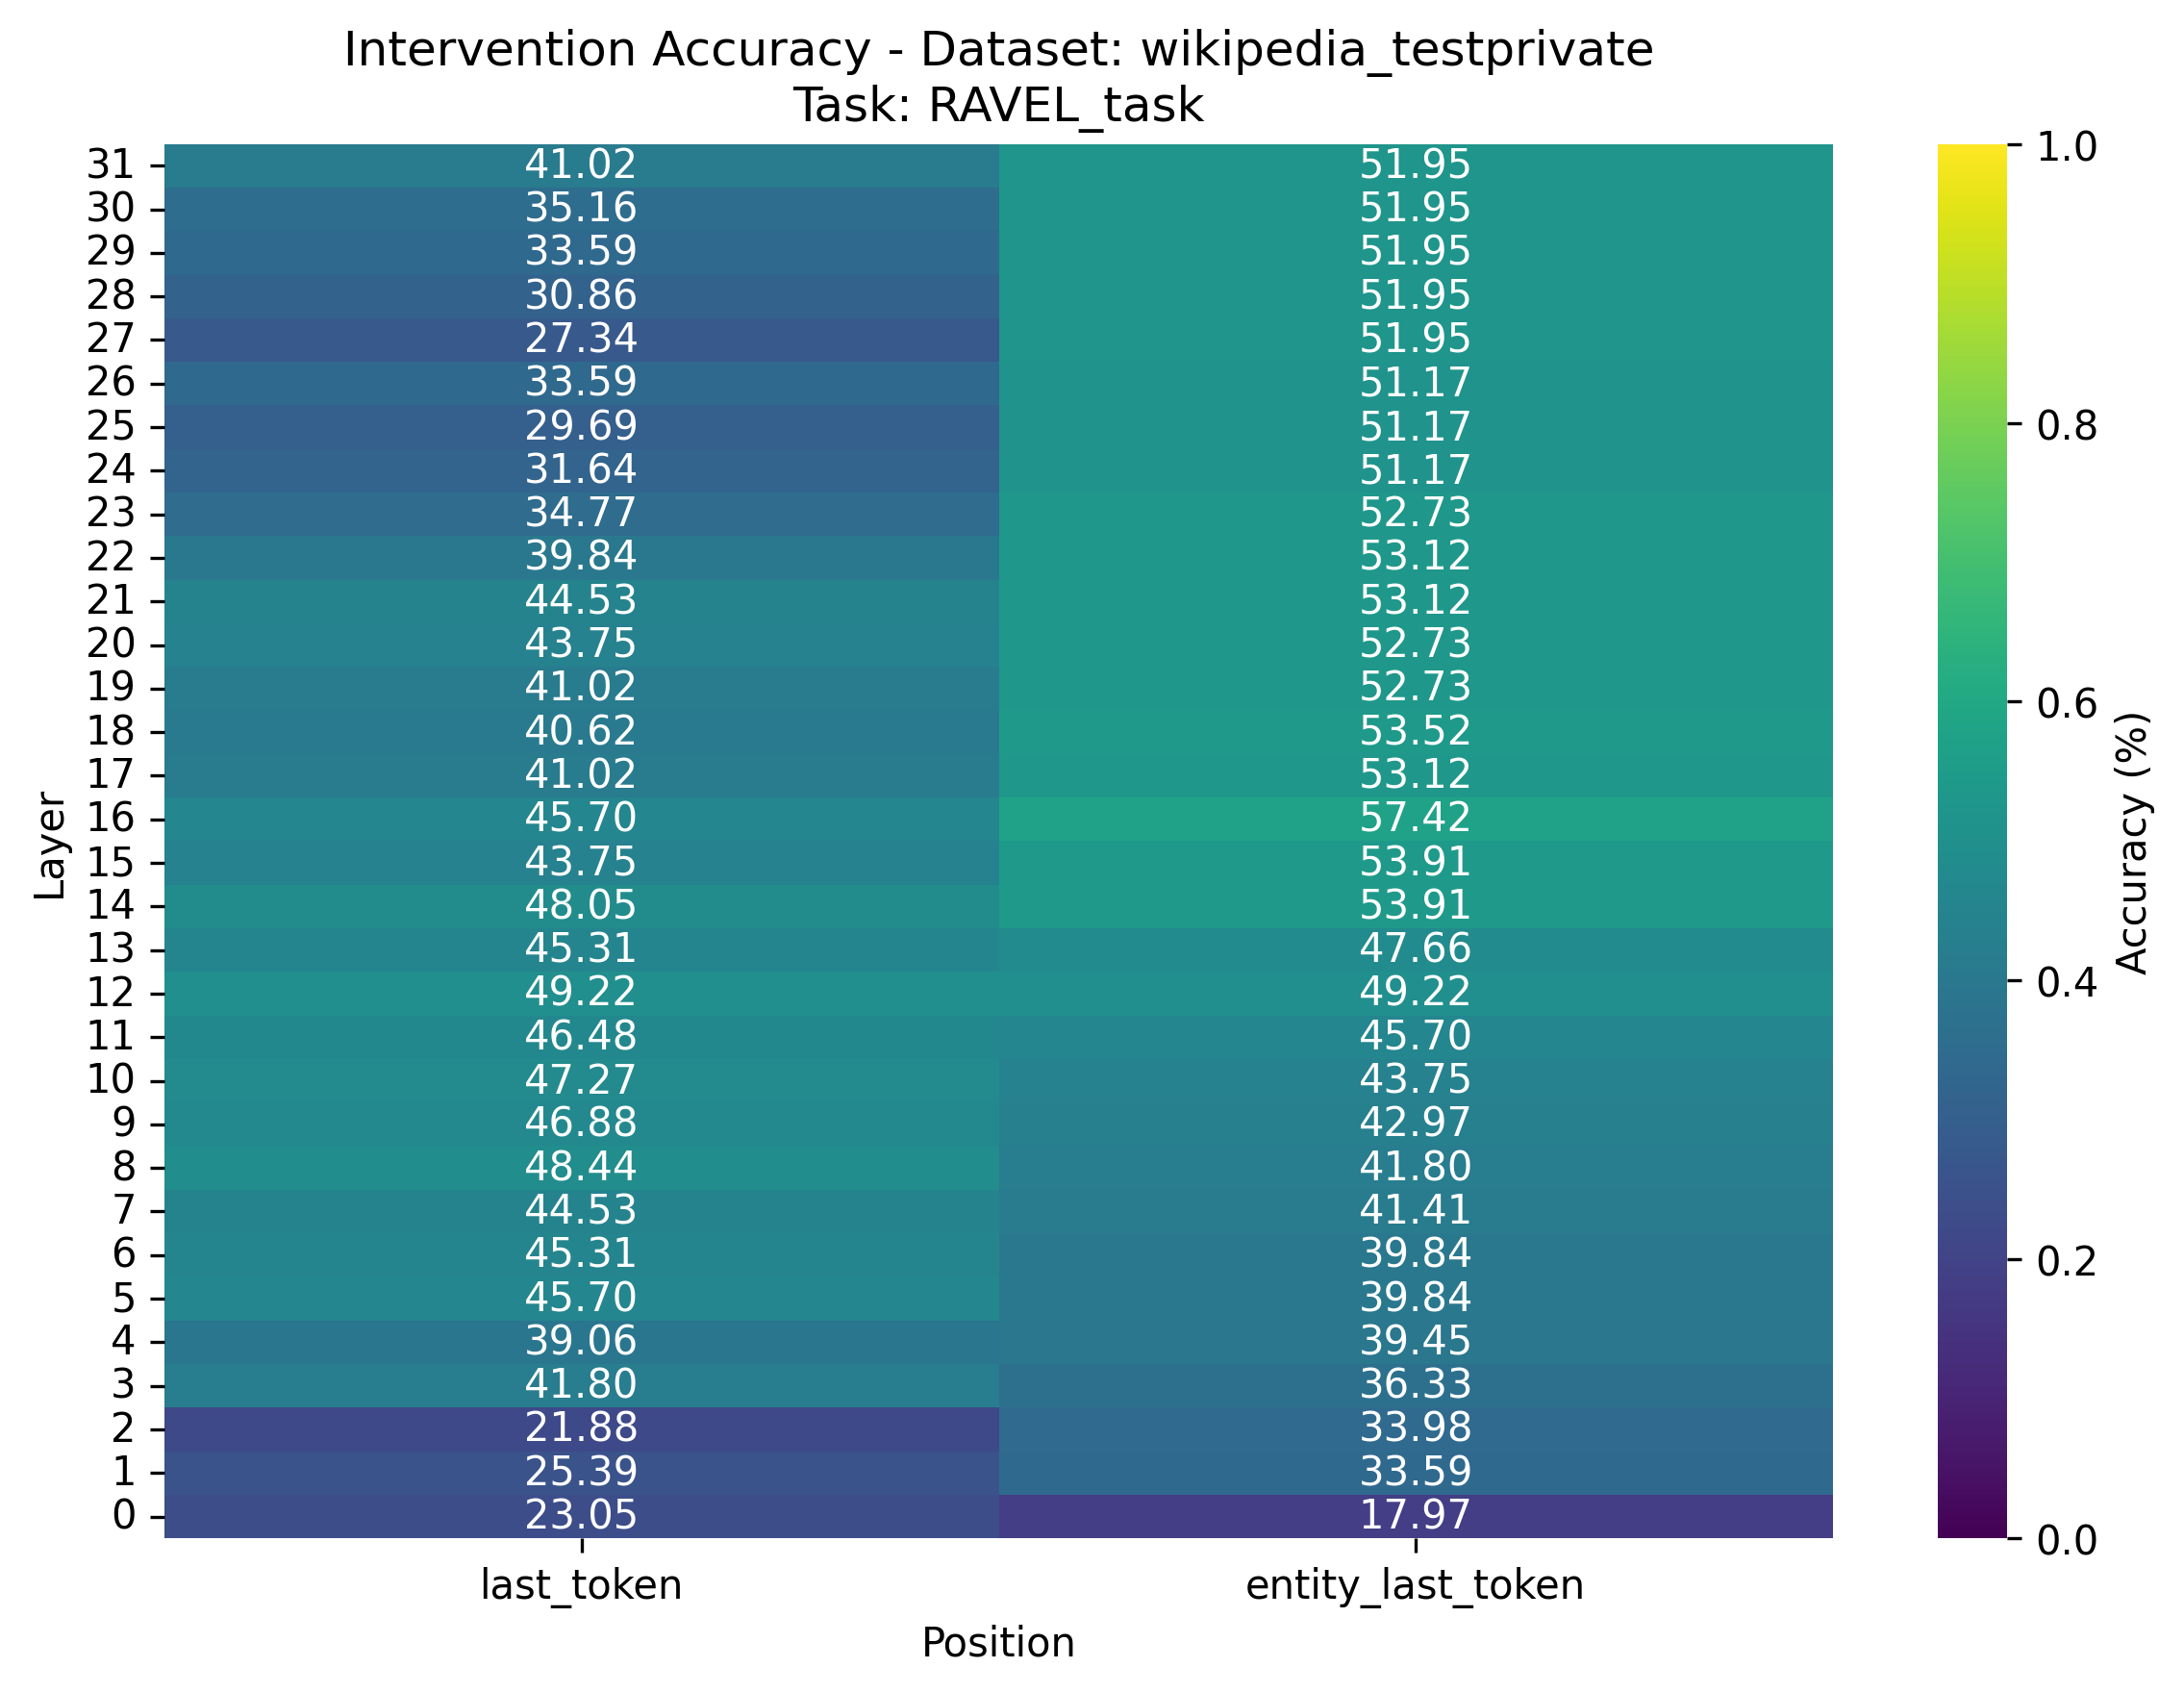 Intervention Accuracy - Dataset: wikipedia_testprivate
Task: RAVEL_task
31 41.02 51.95
30 35.16 51.95
29 33.59 51.95
28 30.86 51.95
27 27.34 51.95
26 33.59 51.17
25 29.69 51.17
24 31.64 51.17
23 34.77 52.73
22 39.84 53.12
21 44.53 53.12
20 43.75 52.73
19 41.02 52.73
18 40.62 53.52
17 41.02 53.12
16 45.70 57.42
15 43.75 53.91
14 48.05 53.91
13 45.31 47.66
12 49.22 49.22
11 46.48 45.70
10 47.27 43.75
9 46.88 42.97
8 48.44 41.80
7 44.53 41.41
6 45.31 39.84
5 45.70 39.84
4 39.06 39.45
3 41.80 36.33
2 21.88 33.98
1 25.39 33.59
0 23.05 17.97
last_token entity_last_token
Position
Layer
1.0
0.8
0.6
0.4
0.2
0.0
Accuracy (%)